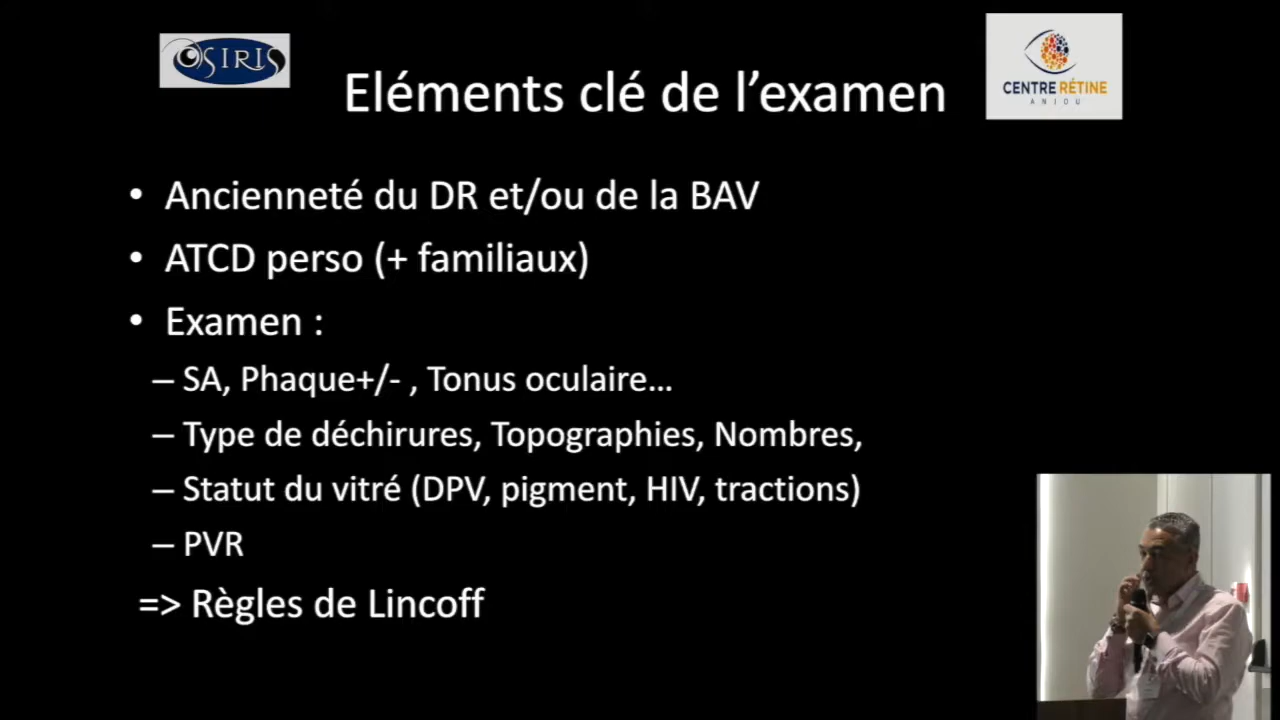 OSIRIS
CENTRE RÉTINE
ANJOU
Eléments clé de l’examen
• Ancienneté du DR et/ou de la BAV
• ATCD perso (+ familiaux)
• Examen :
– SA, Phaque+/- , Tonus oculaire...
– Type de déchirures, Topographies, Nombres,
– Statut du vitré (DPV, pigment, HIV, tractions)
– PVR
=> Règles de Lincoff